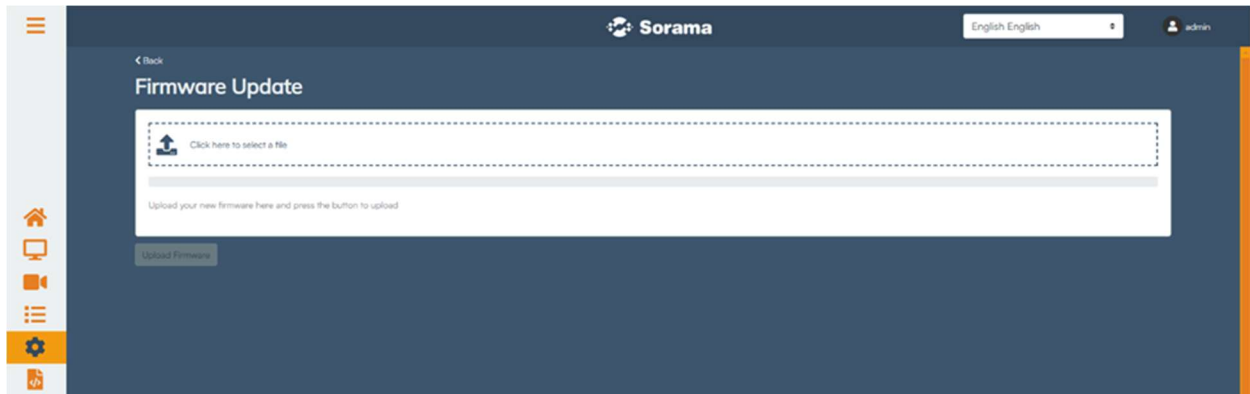 Sorama
English English
admin
Back
Firmware Update
Click here to select a file
Upload your new firmware here and press the button to upload
Upload Firmware